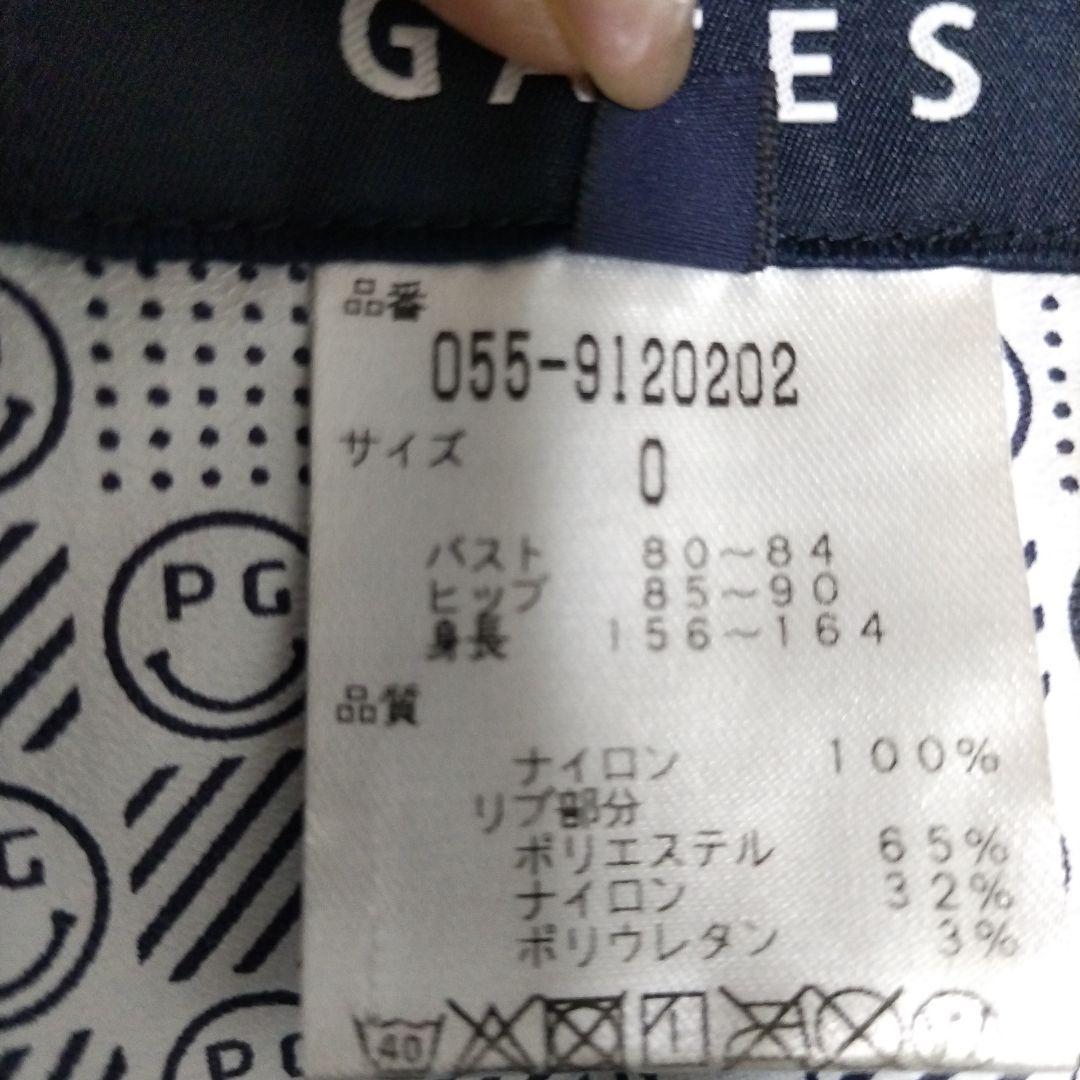 GATES
品番
055-9120202
サイズ 0
バスト 80～84
ヒップ 85～90
身長 156～164
品質
ナイロン 100%
リブ部分
ポリエステル 65%
ナイロン 32%
ポリウレタン 3%
40
PG
PG
PG